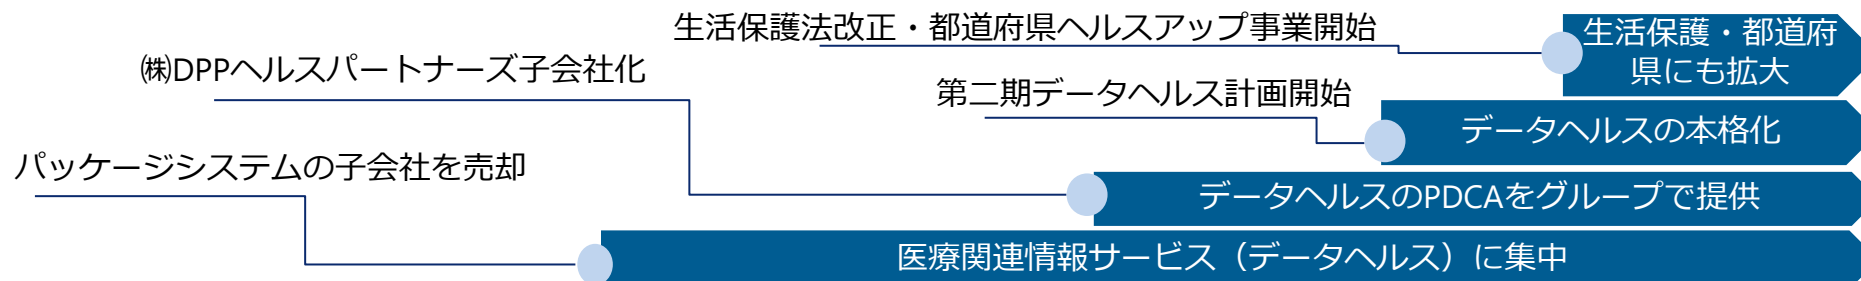 生活保護法改正・都道府県ヘルスアップ事業開始
生活保護・都道府
県にも拡大
㈱DPPヘルスパートナーズ子会社化
第二期データヘルス計画開始
データヘルスの本格化
パッケージシステムの子会社を売却
データヘルスのPDCAをグループで提供
医療関連情報サービス（データヘルス）に集中